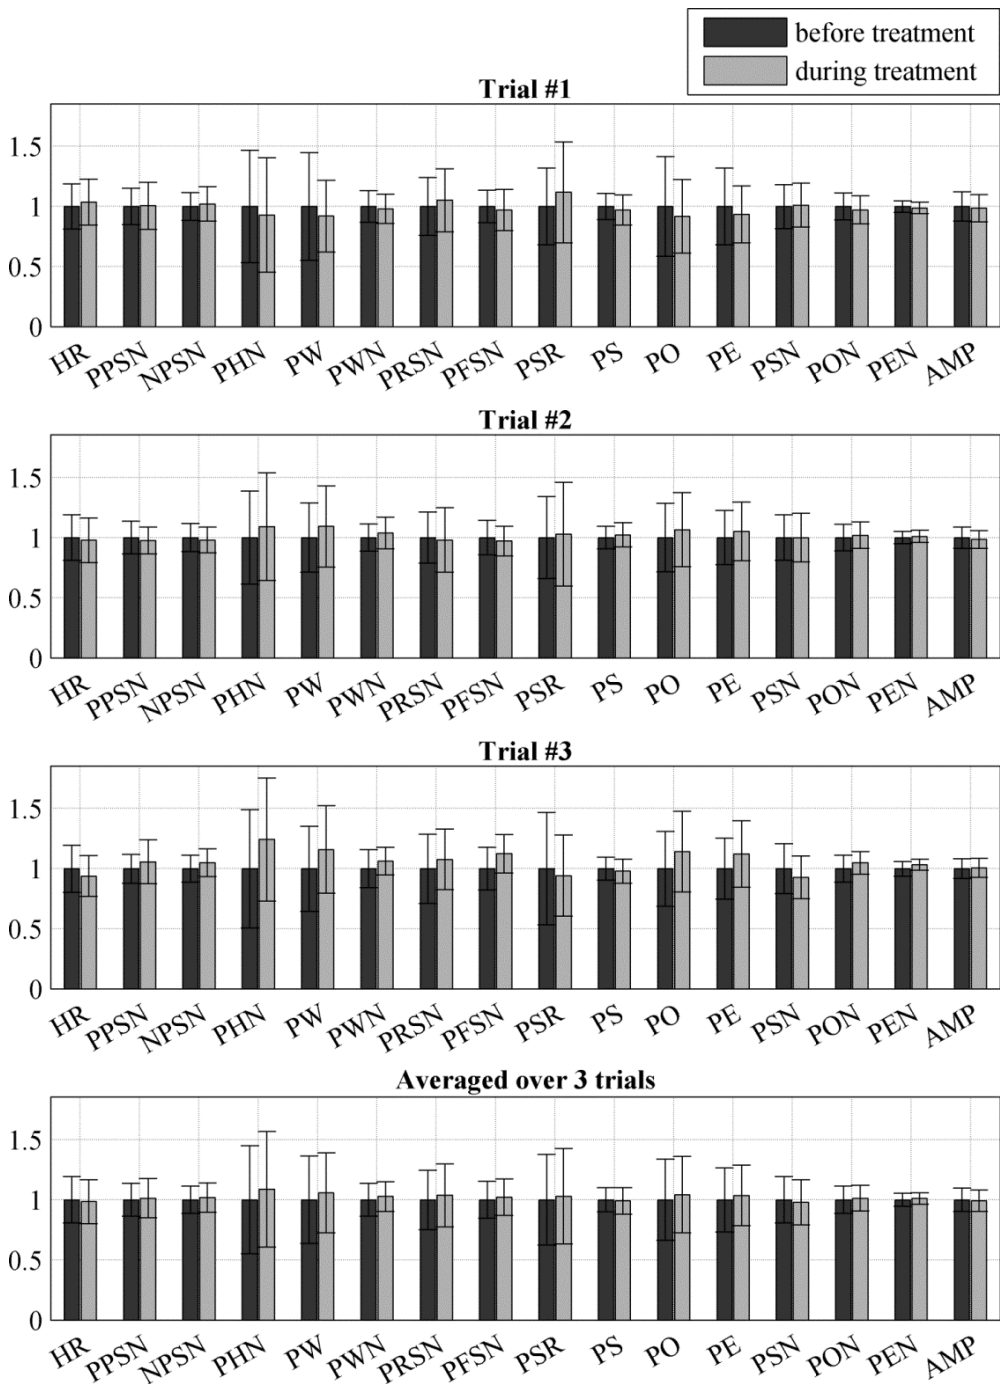 before treatment
during treatment
Trial #1
1.5
1
0.5
0
HR PPSN NPSN PHN PW PWN PRSN PFSN PSR PS PO PE PSN PON PEN AMP
Trial #2
1.5
1
0.5
0
HR PPSN NPSN PHN PW PWN PRSN PFSN PSR PS PO PE PSN PON PEN AMP
Trial #3
1.5
1
0.5
0
HR PPSN NPSN PHN PW PWN PRSN PFSN PSR PS PO PE PSN PON PEN AMP
Averaged over 3 trials
1.5
1
0.5
0
HR PPSN NPSN PHN PW PWN PRSN PFSN PSR PS PO PE PSN PON PEN AMP